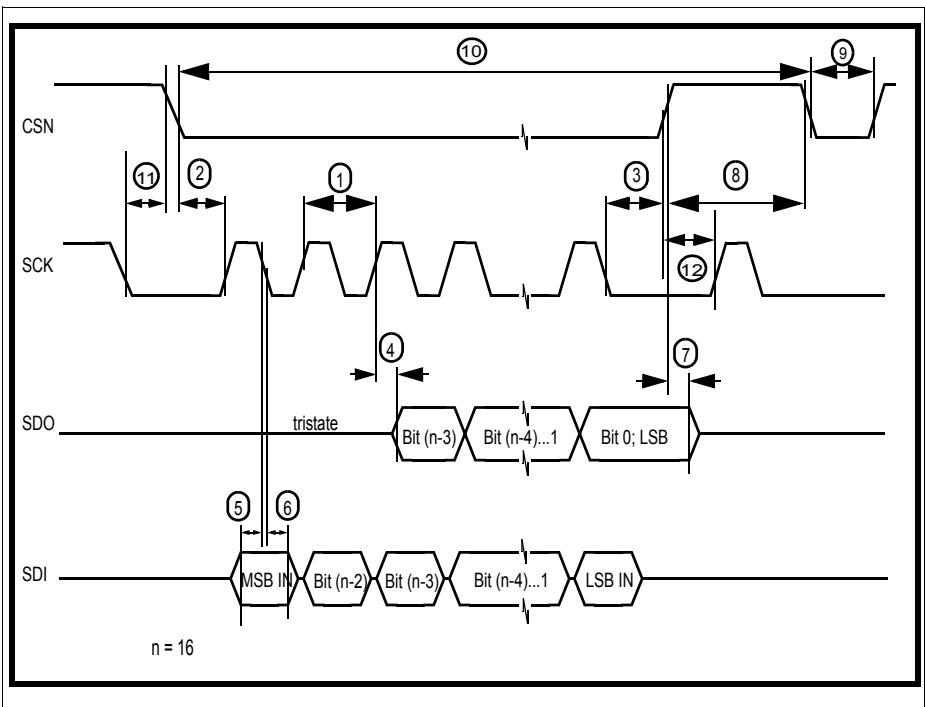 10
9
CSN
11
2
1
3
8
SCK
12
4
7
SDO
tristate
Bit (n-3)
Bit (n-4)...1
Bit 0; LSB
5
6
SDI
MSB IN
Bit (n-2)
Bit (n-3)
Bit (n-4)...1
LSB IN
n = 16